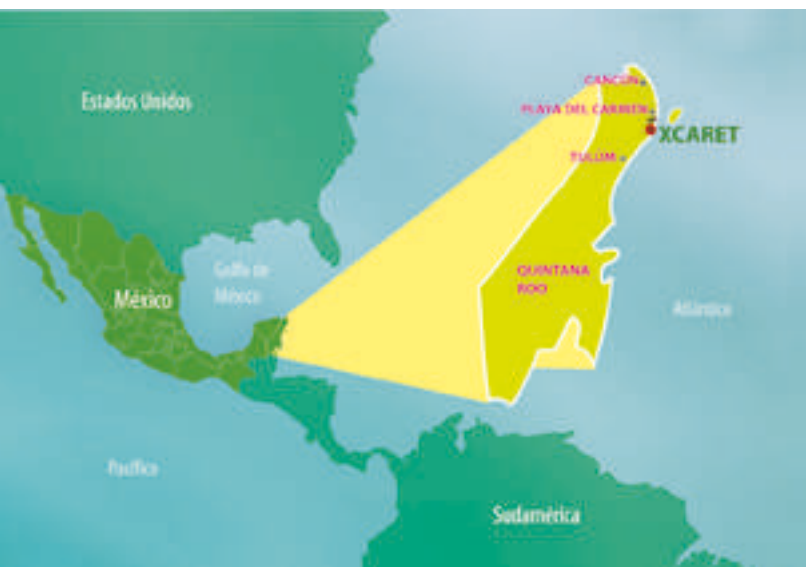 CANCÚN
Estados Unidos
PLAYA DEL CARMEN
XCARET
TULUM
Golfo de
México
QUINTANA
ROO
México
Atlántico
Pacífico
Sudamérica